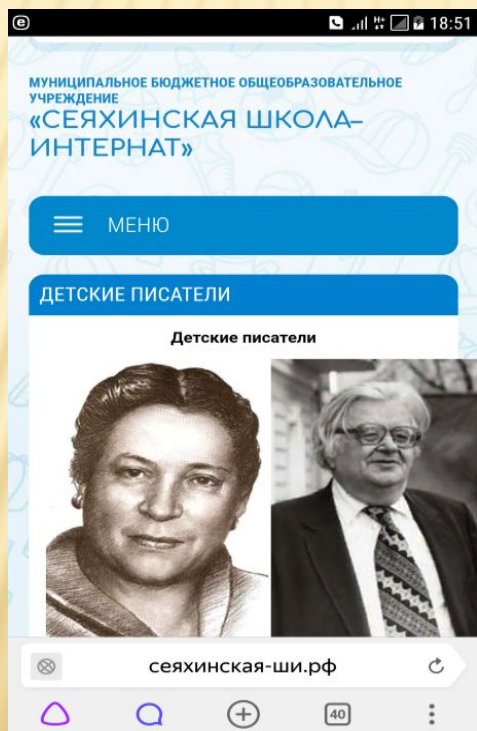 18:51
МУНИЦИПАЛЬНОЕ БЮДЖЕТНОЕ ОБЩЕОБРАЗОВАТЕЛЬНОЕ
УЧРЕЖДЕНИЕ
«СЕЯХИНСКАЯ ШКОЛА-
ИНТЕРНАТ»
МЕНЮ
ДЕТСКИЕ ПИСАТЕЛИ
Детские писатели
сеяхинская-ши.рф
40